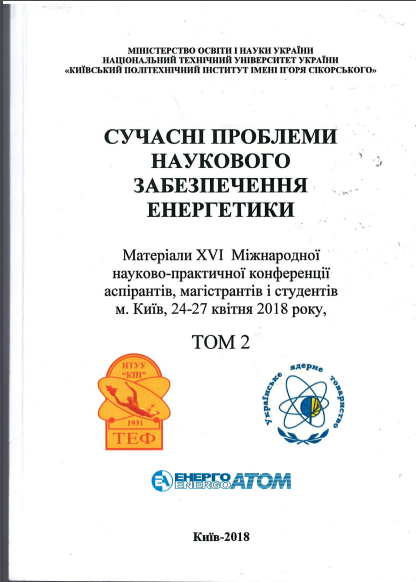 МІНІСТЕРСТВО ОСВІТИ І НАУКИ УКРАЇНИ
НАЦІОНАЛЬНИЙ ТЕХНІЧНИЙ УНІВЕРСИТЕТ УКРАЇНИ
«КИЇВСЬКИЙ ПОЛІТЕХНІЧНИЙ ІНСТИТУТ ІМЕНІ ІГОРЯ СІКОРСЬКОГО»
СУЧАСНІ ПРОБЛЕМИ
НАУКОВОГО
ЗАБЕЗПЕЧЕННЯ
ЕНЕРГЕТИКИ
Матеріали XVI Міжнародної
науково-практичної конференції
аспірантів, магістрантів і студентів
м. Київ, 24-27 квітня 2018 року,
ТОМ 2
НТУУ
"КПІ"
1931
ТЕФ
Українське ядерне товариство
ЕНЕРГО
ENERGO
АТОМ
Київ-2018